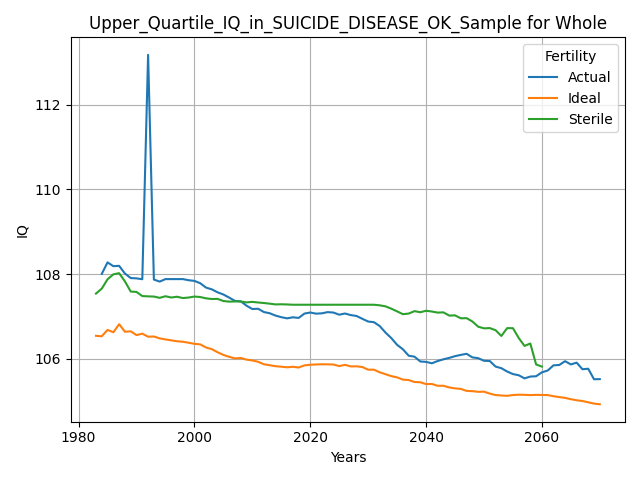 Upper_Quartile_IQ_in_SUICIDE_DISEASE_OK_Sample for Whole
Fertility
Actual
Ideal
Sterile
112
110
108
106
IQ
1980
2000
2020
2040
2060
Years